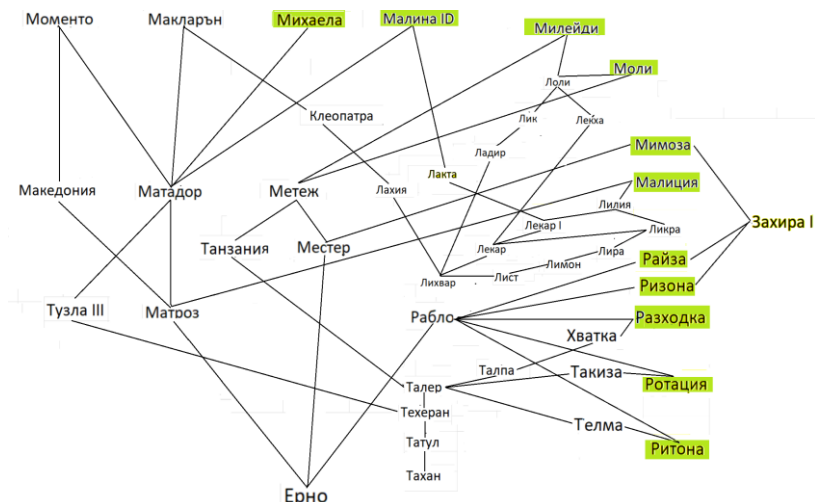 Моменто
Макларън
Михаела
Малина ID
Милейди
Моли
Лоли
Клеопатра
Лик
Лекха
Мимоза
Ладир
Македония
Матадор
Метеж
Лахия
Лакта
Малиция
Лилия
Захира I
Лекар I
Ликра
Танзания
Местер
Лекар
Лира
Райза
Лимон
Лихвар
Лист
Ризона
Тузла III
Матроз
Рабло
Разходка
Хватка
Талпа
Такиза
Ротация
Талер
Техеран
Телма
Татул
Ритона
Тахан
Ерно